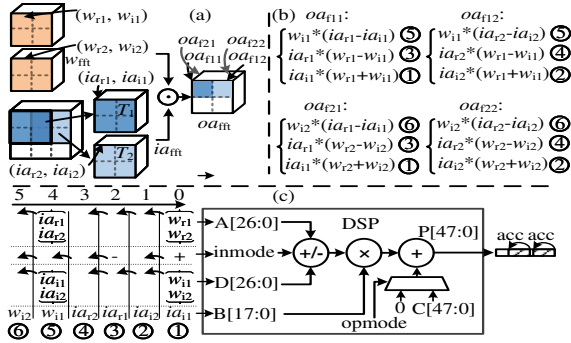 (w_r1, w_i1) (a)
(w_r2, w_i2)
w_fft
oa_f21 oa_f22
oa_f11 oa_f12
(ia_r1, ia_i1)
T_1
T_2
ia_fft
oa_fft
(ia_r2, ia_i2)
(b) oa_f11:
w_i1*(ia_r1-ia_i1) ⑤
ia_r1*(w_r1-w_i1) ③
ia_i1*(w_r1+w_i1) ①
oa_f12:
w_i1*(ia_r2-ia_i2) ⑤
ia_r2*(w_r1-w_i1) ④
ia_i2*(w_r1+w_i1) ②
oa_f21:
w_i2*(ia_r1-ia_i1) ⑥
ia_r1*(w_r2-w_i2) ③
ia_i1*(w_r2+w_i2) ①
oa_f22:
w_i2*(ia_r2-ia_i2) ⑥
ia_r2*(w_r2-w_i2) ④
ia_i2*(w_r2+w_i2) ②
5 4 3 2 1 0 (c)
ia_r1 w_r1 A[26:0] DSP
ia_r2 w_r2 P[47:0] acc acc
- + inmode +/- × +
ia_i1 w_i1 D[26:0]
ia_i2 w_i2
w_i2 w_i1 ia_r2 ia_r1 ia_i2 ia_i1 B[17:0] 0 C[47:0]
⑥ ⑤ ④ ③ ② ① opmode